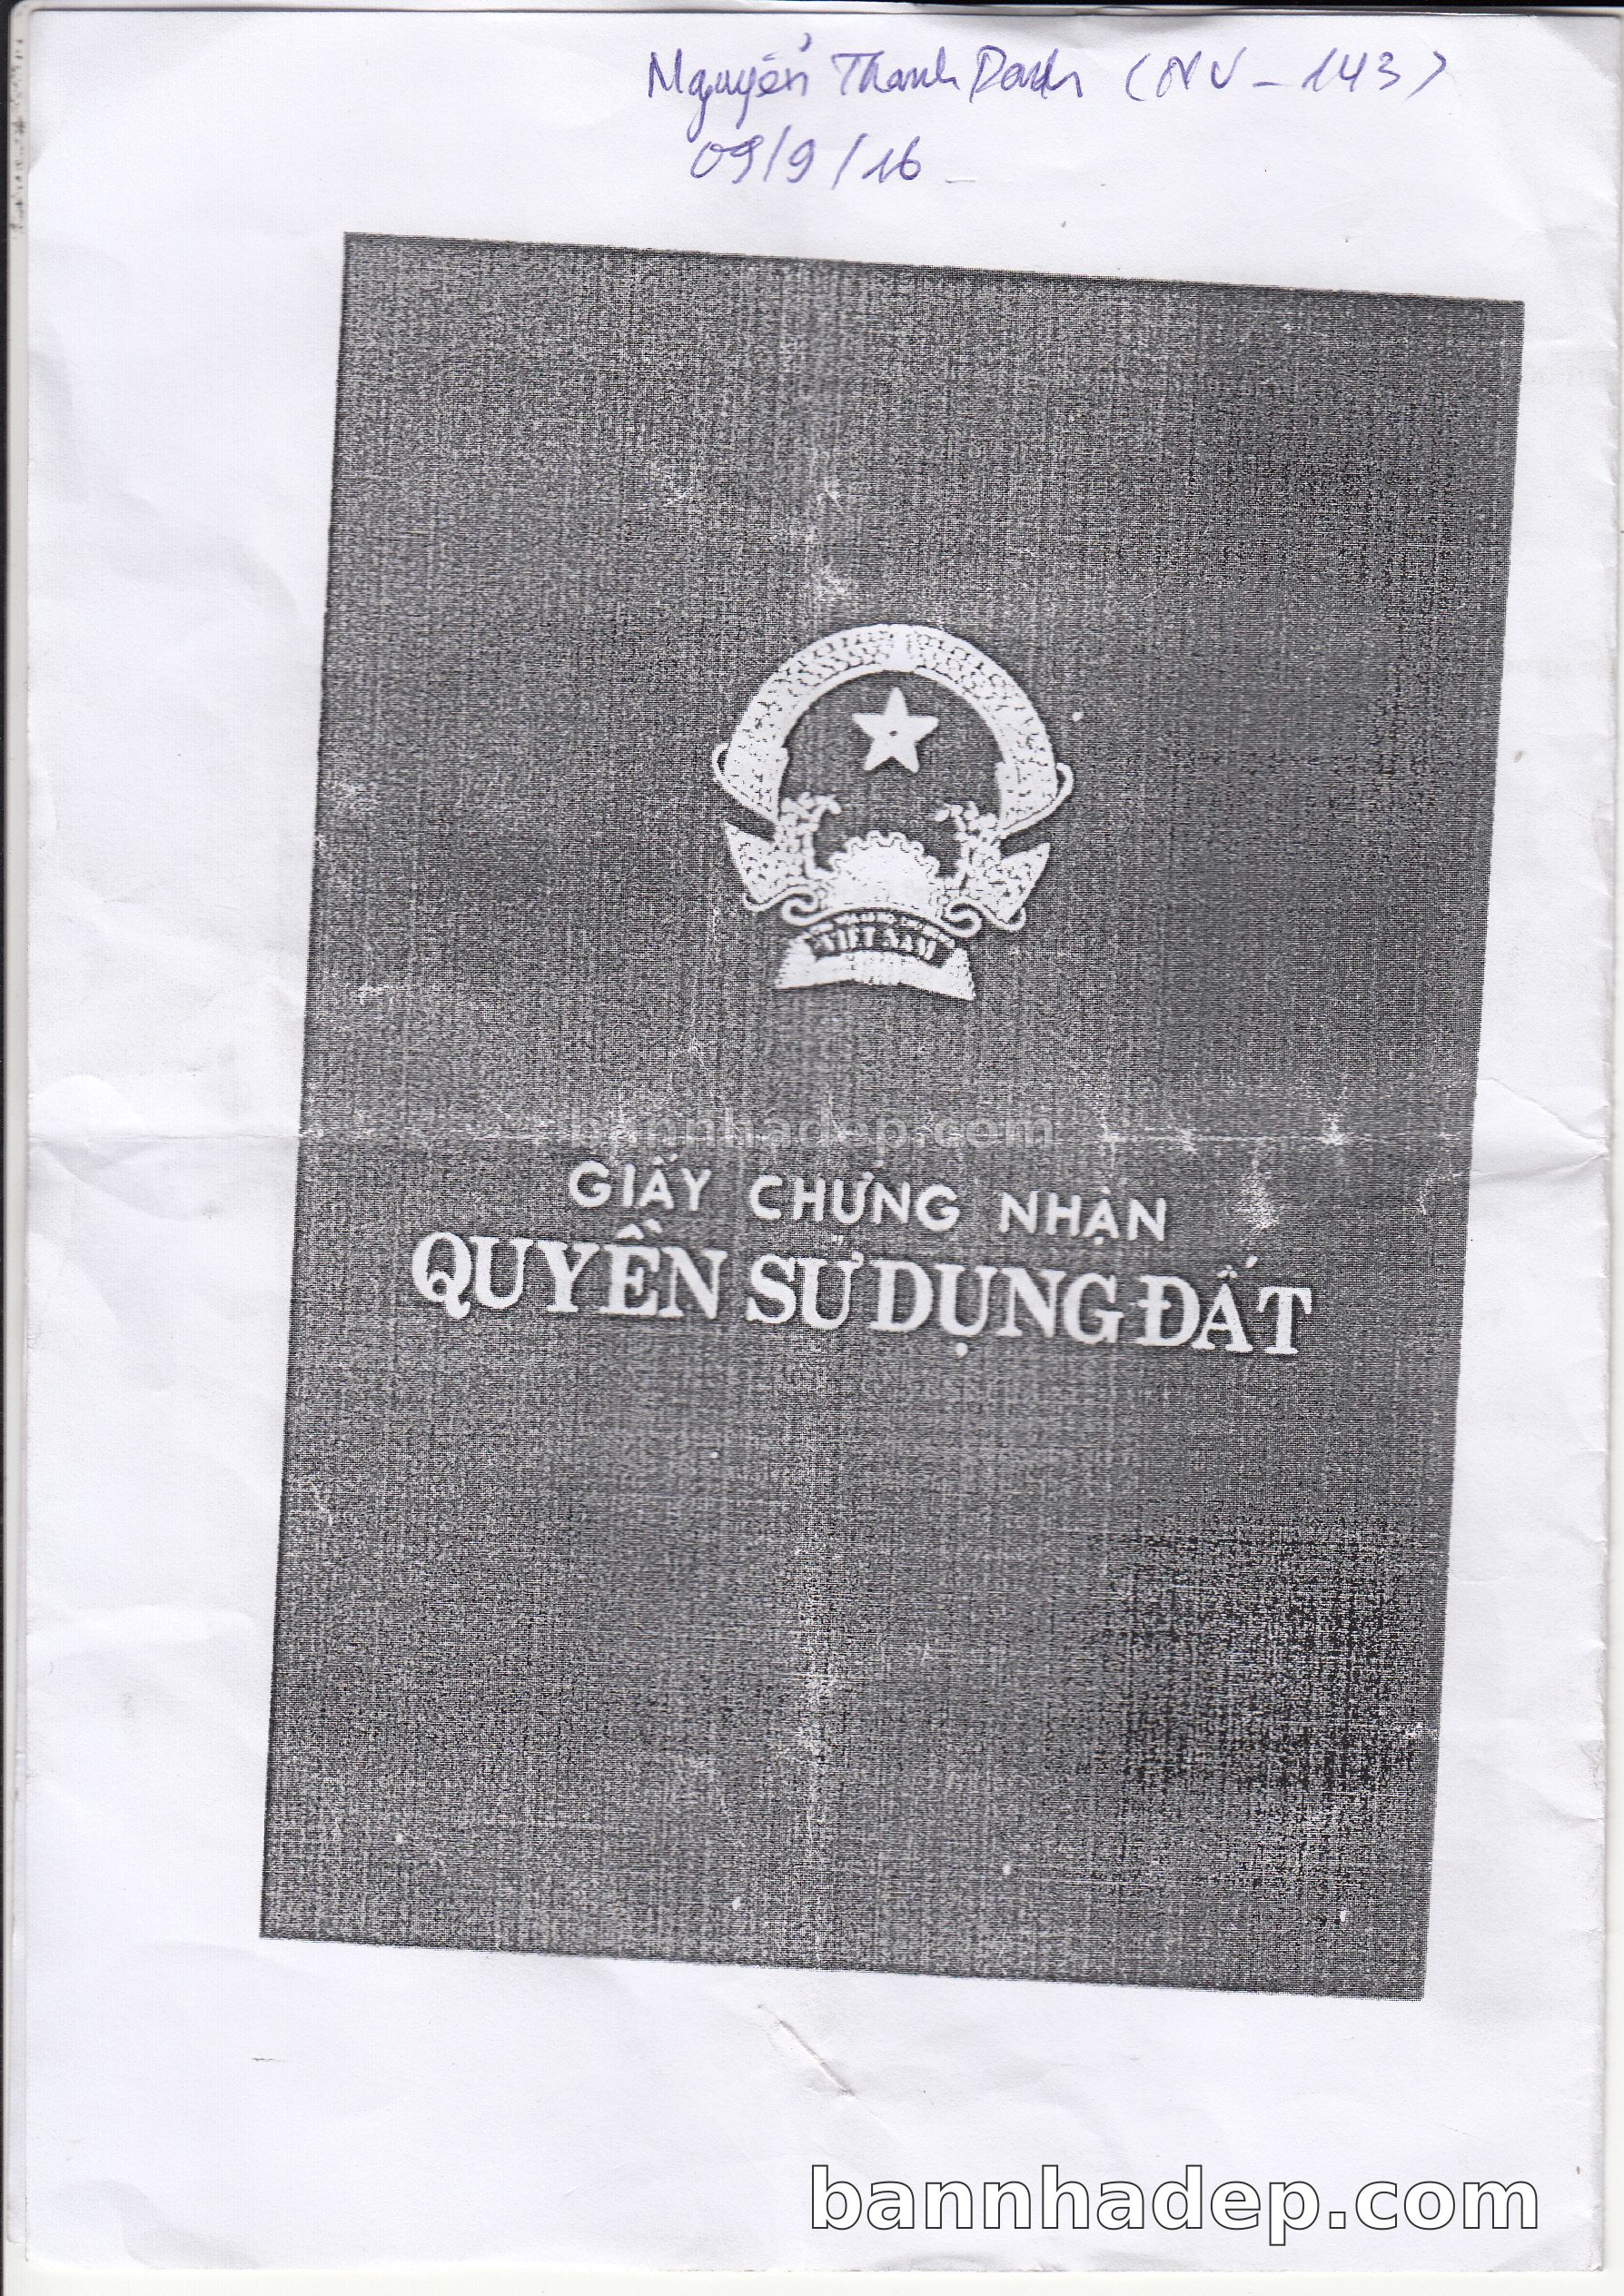 Nguyễn Thanh Danh (NV - 143)
09/9/16
VIỆT NAM
bannhadep.com
GIẤY CHỨNG NHẬN
QUYỀN SỬ DỤNG ĐẤT
bannhadep.com